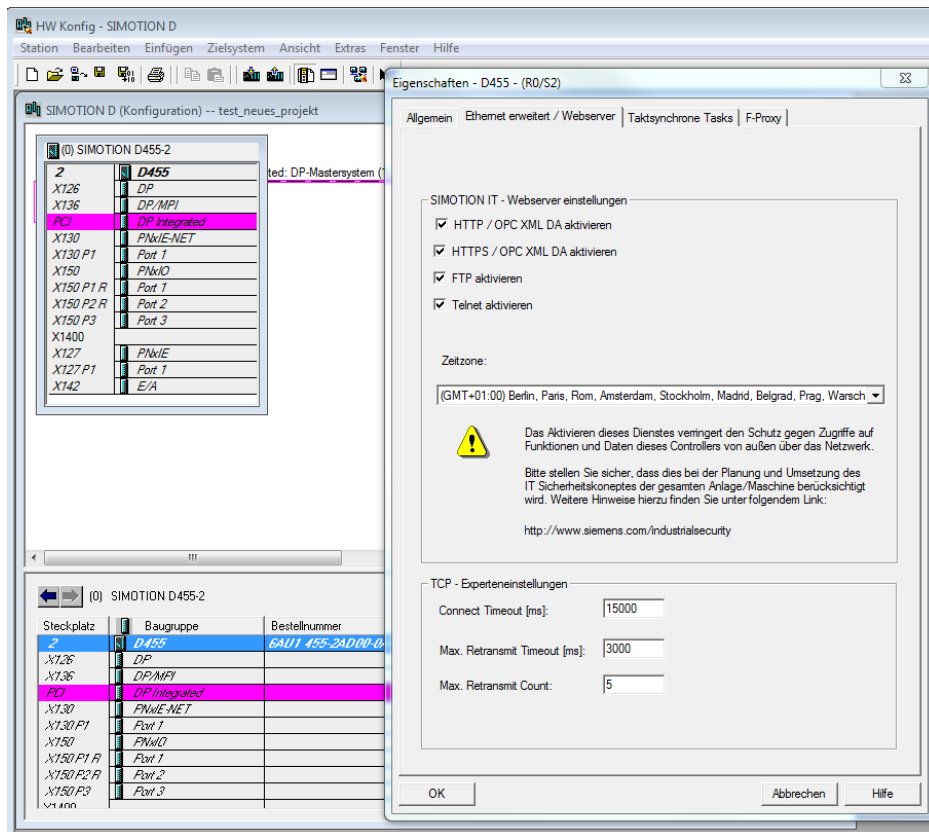 HW Konfig - SIMOTION D
Station Bearbeiten Einfügen Zielsystem Ansicht Extras Fenster Hilfe
SIMOTION D (Konfiguration) -- test_neues_projekt
(0) SIMOTION D455-2
2 D455
X126 DP
X136 DP/MPI
PCI DP Integrated
X130 PNxIE-NET
X130 P1 Port 1
X150 PNxIO
X150 P1 R Port 1
X150 P2 R Port 2
X150 P3 Port 3
X1400
X127 PNxIE
X127 P1 Port 1
X142 E/A
ted: DP-Mastersystem (
(0) SIMOTION D455-2
Steckplatz Baugruppe Bestellnummer
2 D455 6AU1 455-2AD00-0
X126 DP
X136 DP/MPI
PCI DP Integrated
X130 PNxIE-NET
X130 P1 Port 1
X150 PNxIO
X150 P1 R Port 1
X150 P2 R Port 2
X150 P3 Port 3
X1400
Eigenschaften - D455 - (R0/S2)
Allgemein Ethernet erweitert / Webserver Taktsynchrone Tasks F-Proxy
SIMOTION IT - Webserver einstellungen
HTTP / OPC XML DA aktivieren
HTTPS / OPC XML DA aktivieren
FTP aktivieren
Telnet aktivieren
Zeitzone:
(GMT+01:00) Berlin, Paris, Rom, Amsterdam, Stockholm, Madrid, Belgrad, Prag, Warsch
Das Aktivieren dieses Dienstes verringert den Schutz gegen Zugriffe auf
Funktionen und Daten dieses Controllers von außen über das Netzwerk.
Bitte stellen Sie sicher, dass dies bei der Planung und Umsetzung des
IT Sicherheitskonzeptes der gesamten Anlage/Maschine berücksichtigt
wird. Weitere Hinweise hierzu finden Sie unter folgendem Link:
http://www.siemens.com/industrialsecurity
TCP - Experteneinstellungen
Connect Timeout [ms]: 15000
Max. Retransmit Timeout [ms]: 3000
Max. Retransmit Count: 5
OK Abbrechen Hilfe